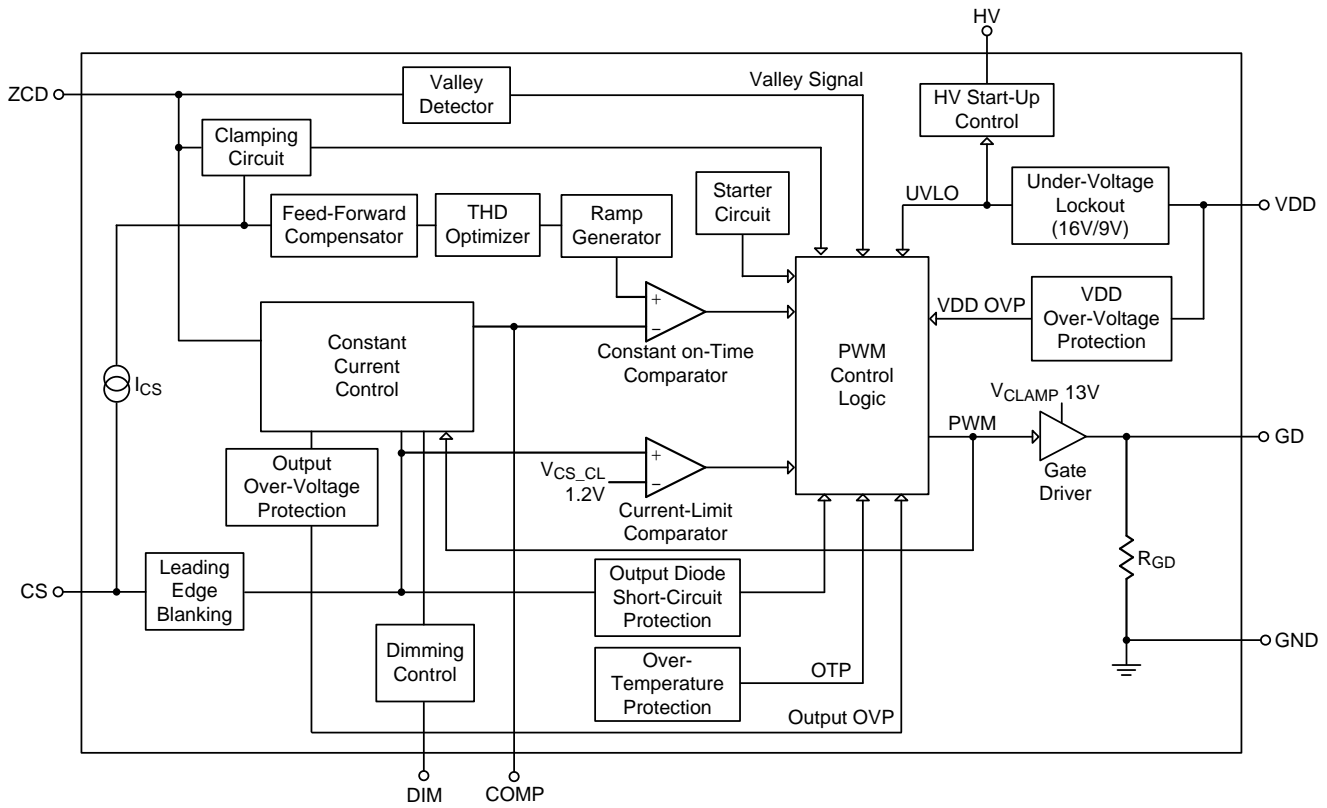 HV
ZCD
Valley
Detector
Valley Signal
HV Start-Up
Control
Clamping
Circuit
Starter
Circuit
UVLO
Under-Voltage
Lockout
(16V/9V)
VDD
Feed-Forward
Compensator
THD
Optimizer
Ramp
Generator
+
−
Constant on-Time
Comparator
Constant
Current
Control
PWM
Control
Logic
VDD OVP
VDD
Over-Voltage
Protection
ICS
VCLAMP 13V
PWM
Gate
Driver
GD
Output
Over-Voltage
Protection
VCS_CL
1.2V
+
−
Current-Limit
Comparator
RGD
CS
Leading
Edge
Blanking
Output Diode
Short-Circuit
Protection
GND
Dimming
Control
Over-
Temperature
Protection
OTP
Output OVP
DIM
COMP